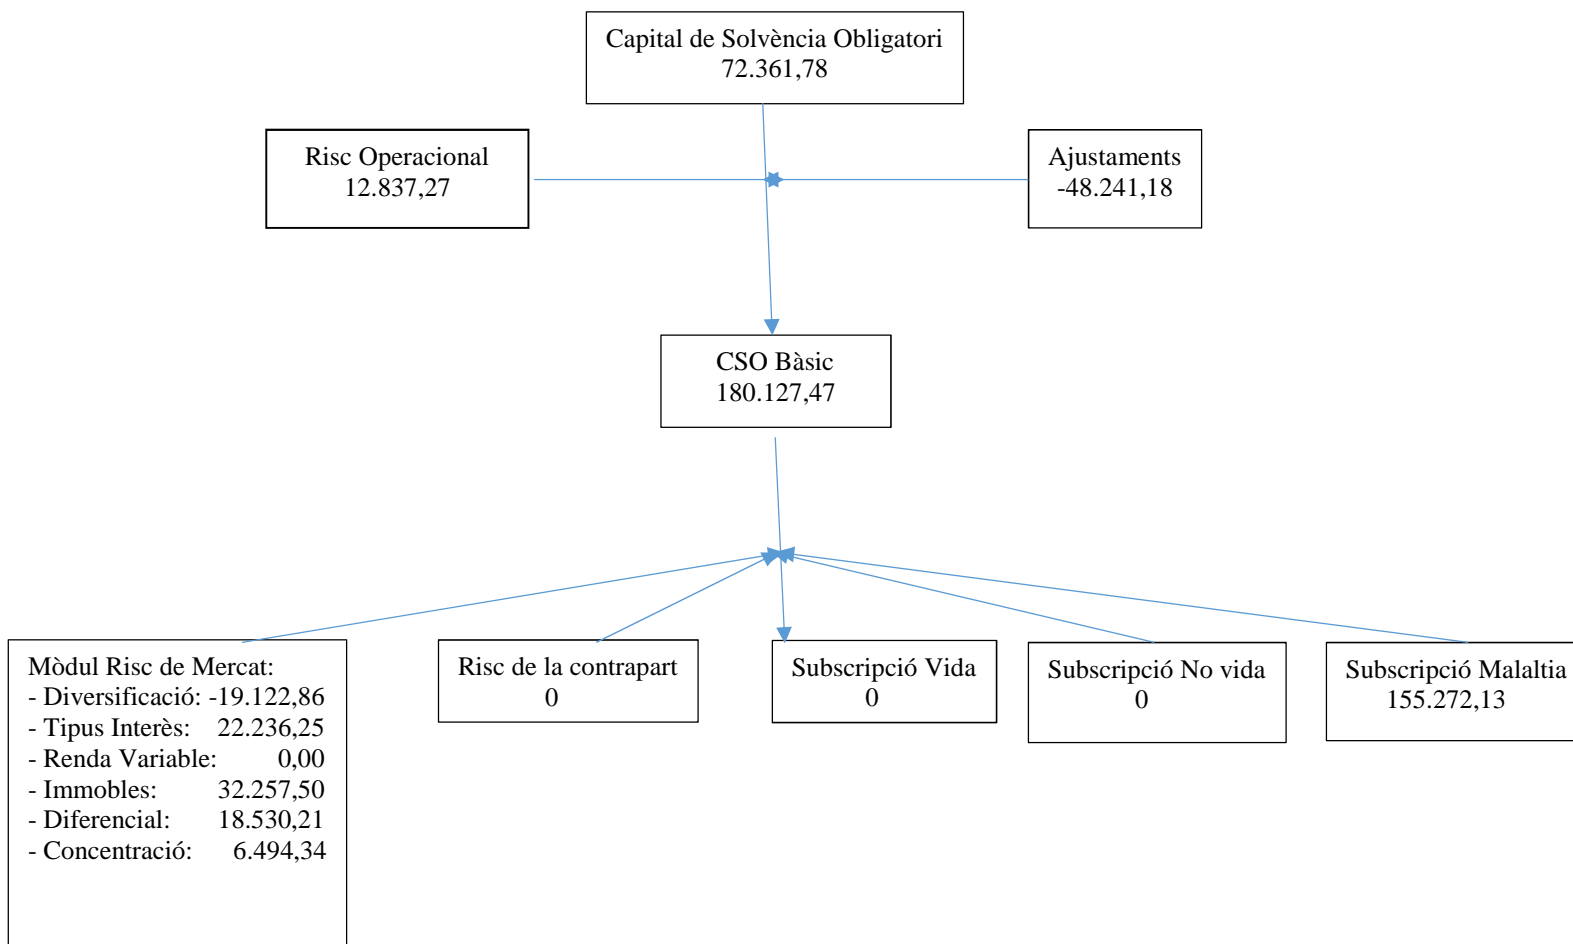 Capital de Solvència Obligatori
72.361,78
Risc Operacional
12.837,27
Ajustaments
-48.241,18
CSO Bàsic
180.127,47
Mòdul Risc de Mercat:
- Diversificació: -19.122,86
- Tipus Interès: 22.236,25
- Renda Variable: 0,00
- Immobles: 32.257,50
- Diferencial: 18.530,21
- Concentració: 6.494,34
Risc de la contrapart
0
Subscripció Vida
0
Subscripció No vida
0
Subscripció Malaltia
155.272,13